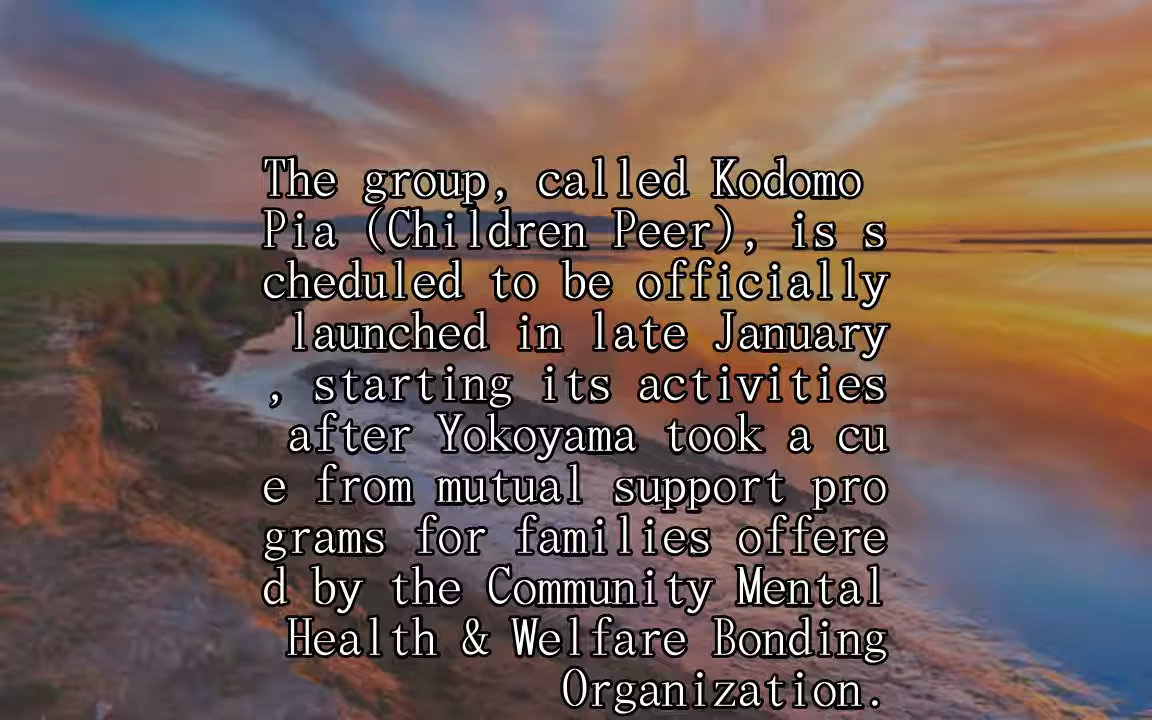 The group, called Kodomo
Pia (Children Peer), is s
cheduled to be officially
launched in late January
, starting its activities
after Yokoyama took a cu
e from mutual support pro
grams for families offere
d by the Community Mental
Health & Welfare Bonding
Organization.